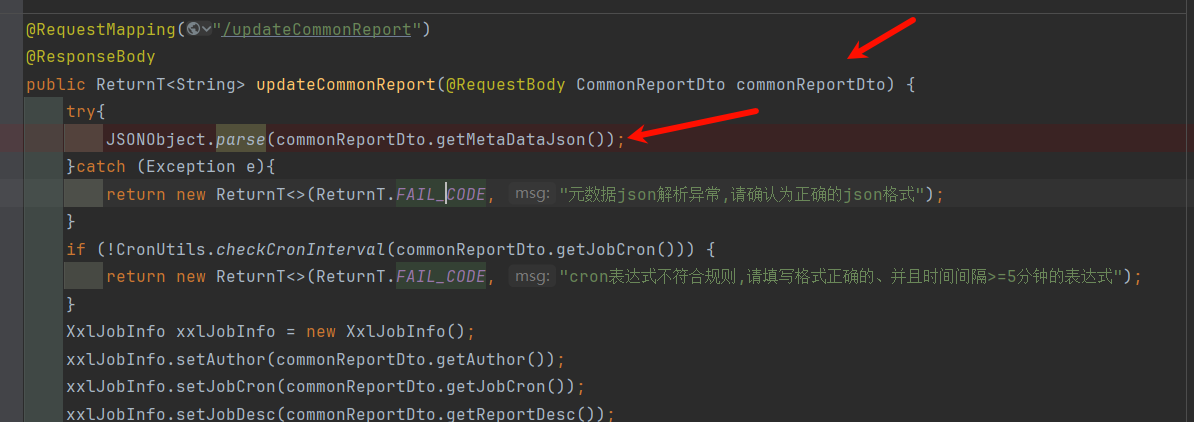 @RequestMapping("/updateCommonReport")
@ResponseBody
public ReturnT<String> updateCommonReport(@RequestBody CommonReportDto commonReportDto) {
try{
JSONObject.parse(commonReportDto.getMetaDataJson());
}catch (Exception e){
return new ReturnT<>(ReturnT.FAIL_CODE, msg: "元数据json解析异常,请确认为正确的json格式");
}
if (!CronUtils.checkCronInterval(commonReportDto.getJobCron())) {
return new ReturnT<>(ReturnT.FAIL_CODE, msg: "cron表达式不符合规则,请填写格式正确的、并且时间间隔>=5分钟的表达式");
}
XxlJobInfo xxlJobInfo = new XxlJobInfo();
xxlJobInfo.setAuthor(commonReportDto.getAuthor());
xxlJobInfo.setJobCron(commonReportDto.getJobCron());
xxlJobInfo.setJobDesc(commonReportDto.getReportDesc());